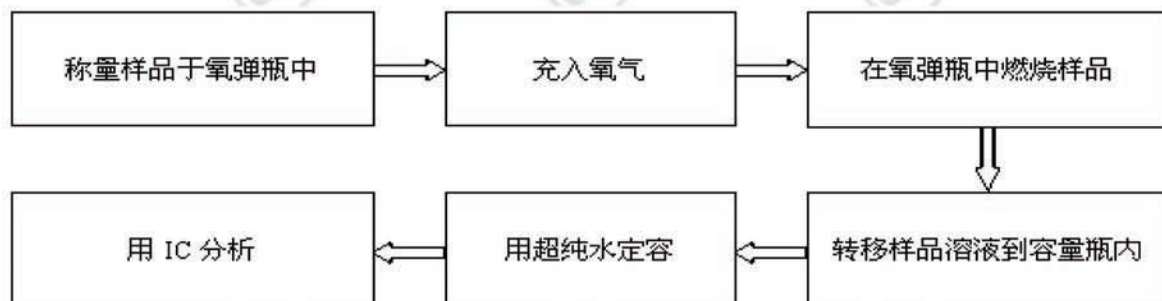 称量样品于氧弹瓶中
充入氧气
在氧弹瓶中燃烧样品
转移样品溶液到容量瓶内
用超纯水定容
用 IC 分析